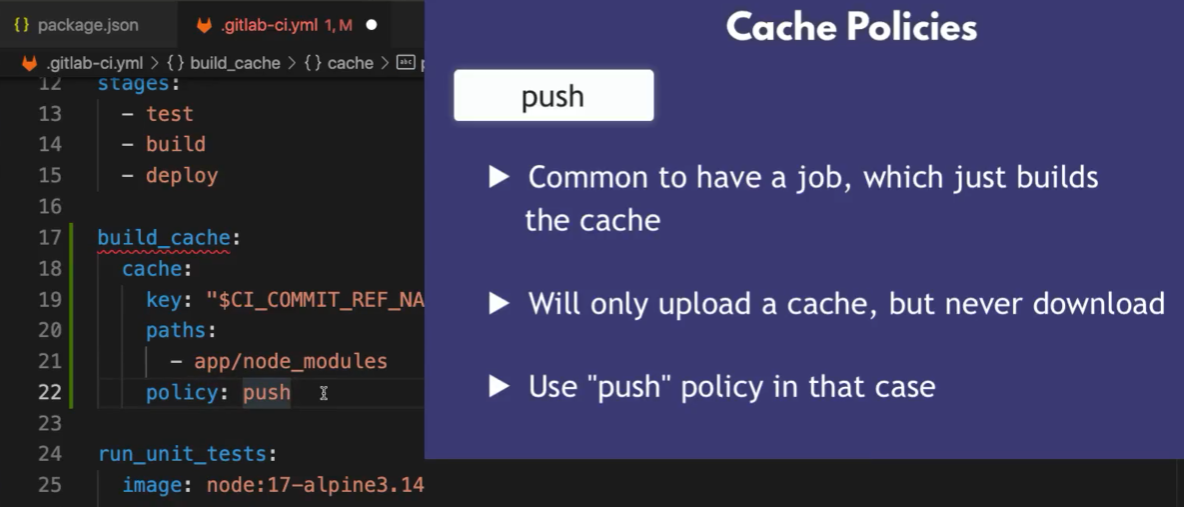 {} package.json
.gitlab-ci.yml 1, M
.gitlab-ci.yml > {} build_cache > {} cache >
12 stages:
13 - test
14 - build
15 - deploy
16
17 build_cache:
18 cache:
19 key: "$CI_COMMIT_REF_NA
20 paths:
21 - app/node_modules
22 policy: push
23
24 run_unit_tests:
25 image: node:17-alpine3.14
Cache Policies
push
▶ Common to have a job, which just builds
the cache
▶ Will only upload a cache, but never download
▶ Use "push" policy in that case